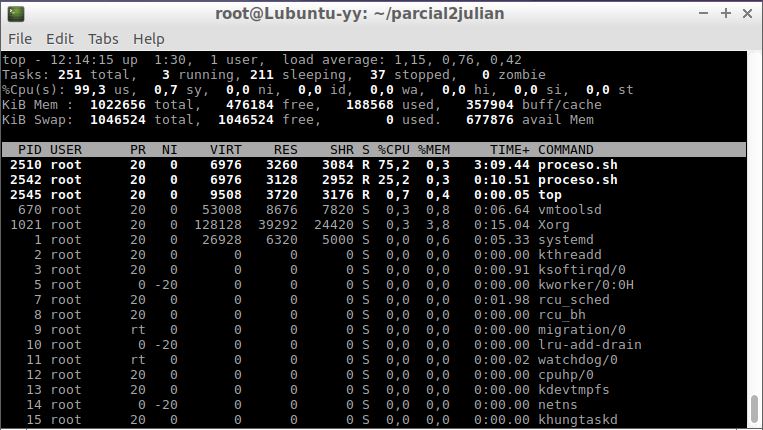 root@Lubuntu-yy: ~/parcial2julian
File Edit Tabs Help
top - 12:14:15 up  1:30,  1 user,  load average: 1,15, 0,76, 0,42
Tasks: 251 total,   3 running, 211 sleeping,  37 stopped,   0 zombie
%Cpu(s): 99,3 us,  0,7 sy,  0,0 ni,  0,0 id,  0,0 wa,  0,0 hi,  0,0 si,  0,0 st
KiB Mem :  1022656 total,   476184 free,   188568 used,   357904 buff/cache
KiB Swap:  1046524 total,  1046524 free,        0 used.   677876 avail Mem
PID USER      PR  NI    VIRT    RES    SHR S %CPU %MEM     TIME+ COMMAND
2510 root      20   0    6976   3260   3084 R 75,2  0,3   3:09.44 proceso.sh
2542 root      20   0    6976   3128   2952 R 25,2  0,3   0:10.51 proceso.sh
2545 root      20   0    9508   3720   3176 R  0,7  0,4   0:00.05 top
670 root      20   0   53008   8676   7820 S  0,3  0,8   0:06.64 vmtoolsd
1021 root      20   0  128128  39292  24420 S  0,3  3,8   0:15.04 Xorg
1 root      20   0   26928   6320   5000 S  0,0  0,6   0:05.33 systemd
2 root      20   0       0      0      0 S  0,0  0,0   0:00.00 kthreadd
3 root      20   0       0      0      0 S  0,0  0,0   0:00.91 ksoftirqd/0
5 root       0 -20       0      0      0 S  0,0  0,0   0:00.00 kworker/0:0H
7 root      20   0       0      0      0 S  0,0  0,0   0:01.98 rcu_sched
8 root      20   0       0      0      0 S  0,0  0,0   0:00.00 rcu_bh
9 root      rt   0       0      0      0 S  0,0  0,0   0:00.00 migration/0
10 root       0 -20       0      0      0 S  0,0  0,0   0:00.00 lru-add-drain
11 root      rt   0       0      0      0 S  0,0  0,0   0:00.02 watchdog/0
12 root      20   0       0      0      0 S  0,0  0,0   0:00.00 cpuhp/0
13 root      20   0       0      0      0 S  0,0  0,0   0:00.00 kdevtmpfs
14 root       0 -20       0      0      0 S  0,0  0,0   0:00.00 netns
15 root      20   0       0      0      0 S  0,0  0,0   0:00.00 khungtaskd